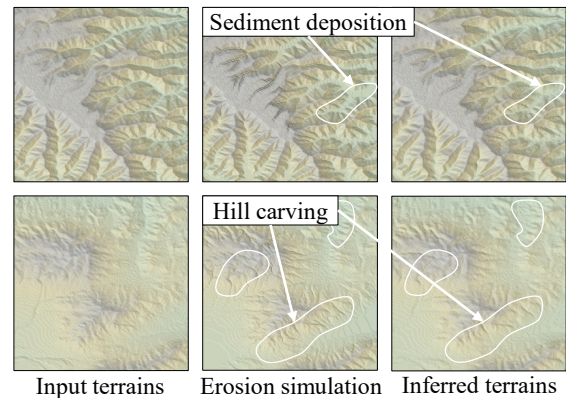 Sediment deposition
Hill carving
Input terrains
Erosion simulation
Inferred terrains